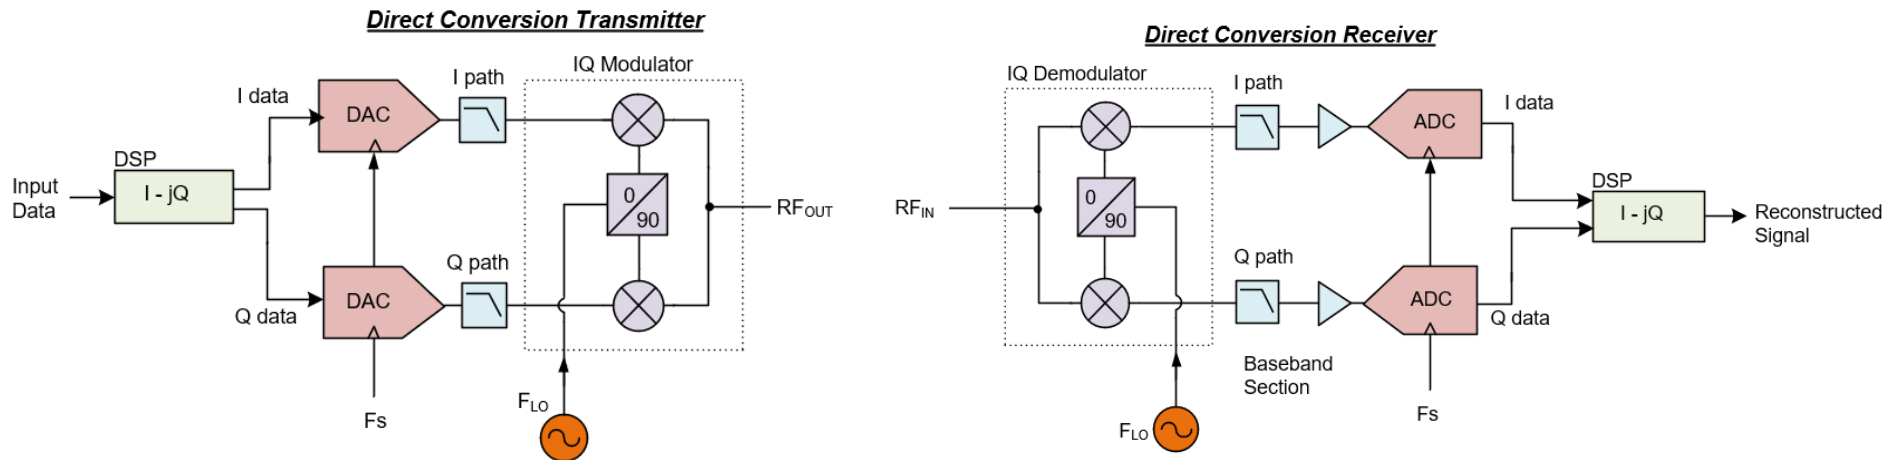 Direct Conversion Transmitter
IQ Modulator
I path
I data
DAC
DSP
I - jQ
Input
Data
0
90
RFOUT
Q path
DAC
Q data
FLO
Fs
Direct Conversion Receiver
IQ Demodulator
I path
I data
ADC
DSP
I - jQ
RFIN
0
90
Reconstructed
Signal
Q path
ADC
Q data
Baseband
Section
FLO
Fs